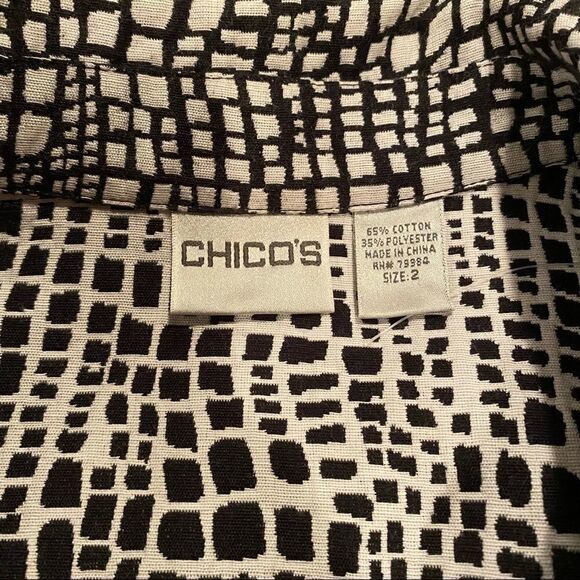 CHICO'S
65% COTTON
35% POLYESTER
MADE IN CHINA
RN# 79984
SIZE: 2